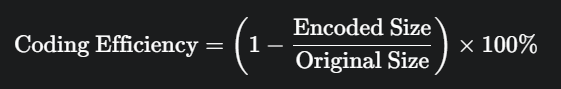 Coding Efficiency = (1 − Encoded Size / Original Size) × 100%